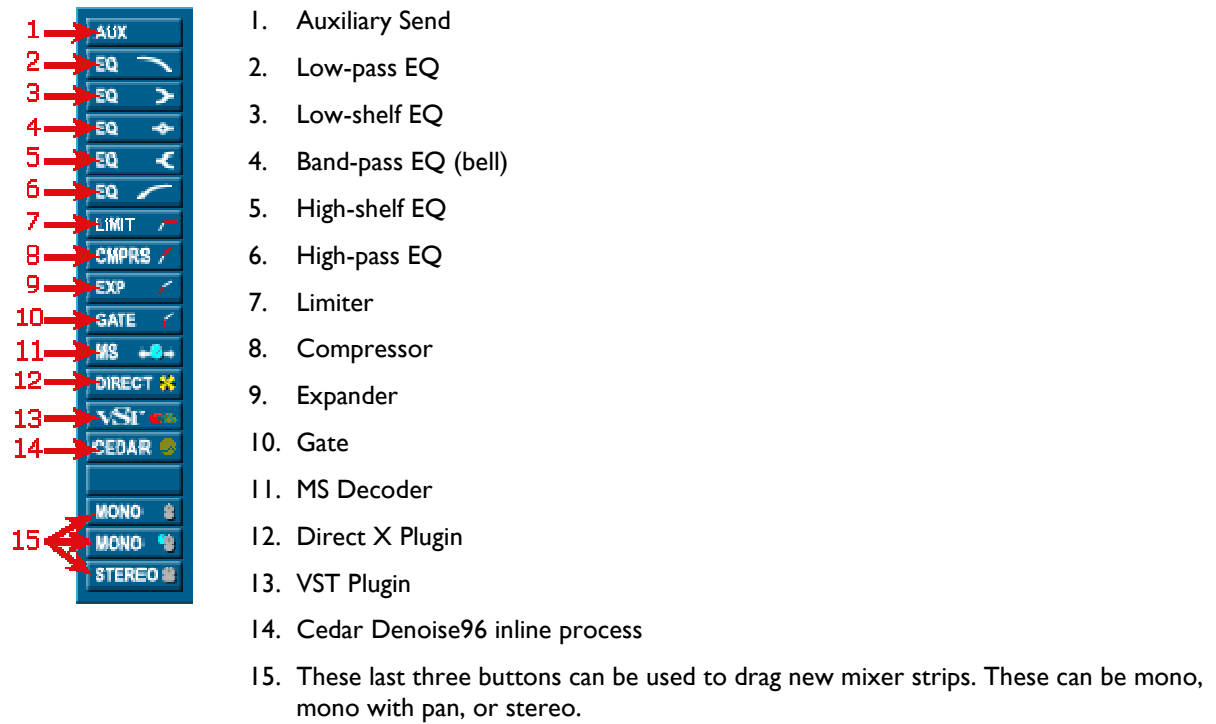 1
AUX
2
EQ
3
EQ
4
EQ
5
EQ
6
EQ
7
LIMIT
8
CMPRS
9
EXP
10
GATE
11
MS
12
DIRECT
13
VST
14
CEDAR
MONO
15
MONO
STEREO
1. Auxiliary Send
2. Low-pass EQ
3. Low-shelf EQ
4. Band-pass EQ (bell)
5. High-shelf EQ
6. High-pass EQ
7. Limiter
8. Compressor
9. Expander
10. Gate
11. MS Decoder
12. Direct X Plugin
13. VST Plugin
14. Cedar Denoise96 inline process
15. These last three buttons can be used to drag new mixer strips. These can be mono,
mono with pan, or stereo.